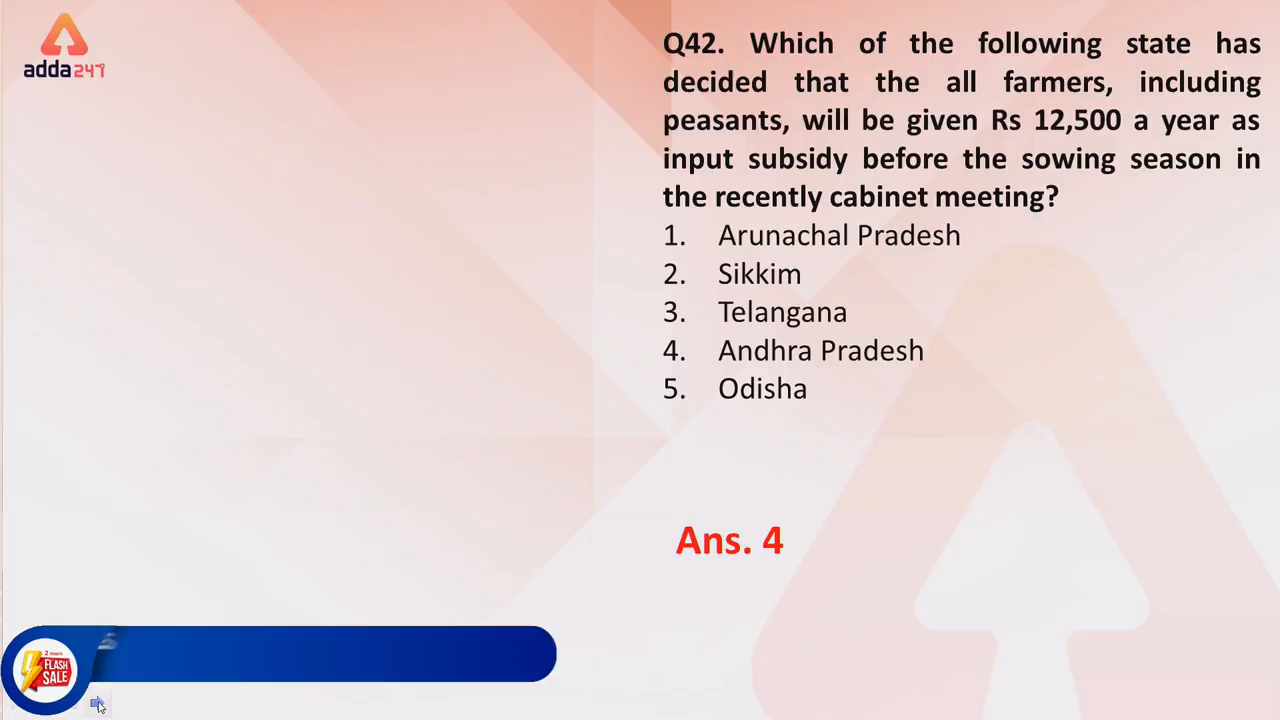 adda247
Q42. Which of the following state has
decided that the all farmers, including
peasants, will be given Rs 12,500 a year as
input subsidy before the sowing season in
the recently cabinet meeting?
1. Arunachal Pradesh
2. Sikkim
3. Telangana
4. Andhra Pradesh
5. Odisha
Ans. 4
2 Hours
FLASH
SALE